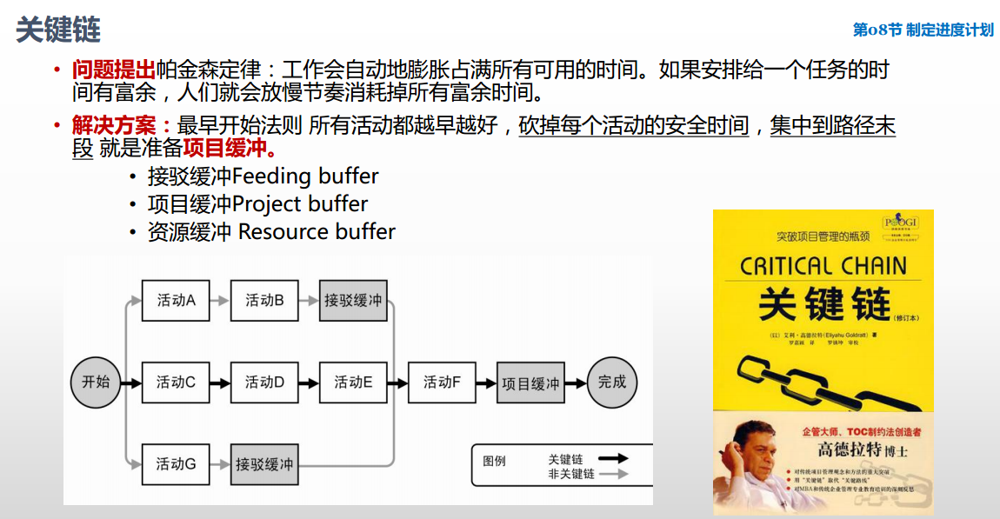 关键链
第08节 制定进度计划
• 问题提出帕金森定律：工作会自动地膨胀占满所有可用的时间。如果安排给一个任务的时
间有富余，人们就会放慢节奏消耗掉所有富余时间。
• 解决方案：最早开始法则 所有活动都越早越好，砍掉每个活动的安全时间，集中到路径末
段 就是准备项目缓冲。
• 接驳缓冲Feeding buffer
• 项目缓冲Project buffer
• 资源缓冲 Resource buffer
活动A 活动B 接驳缓冲
开始 活动C 活动D 活动E 活动F 项目缓冲 完成
活动G 接驳缓冲
图例 关键链
非关键链
POOGI
突破项目管理的瓶颈
CRITICAL CHAIN
关键链(修订本)
(以) 艾利·高德拉特(Eliyahu Goldratt) 著
企管大师、TOC制约法创造者
高德拉特 博士
• 对传统项目管理观念和方法的重大突破
• 用“关键链”取代“关键路线”
• 对MBA和传统企业管理专业教育培训的深刻反思